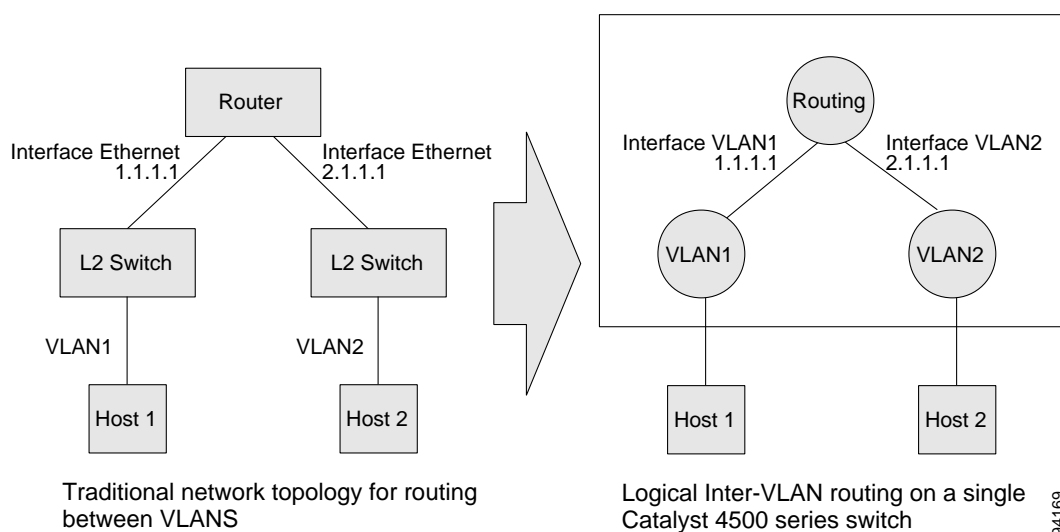 Router
Interface Ethernet
1.1.1.1
Interface Ethernet
2.1.1.1
L2 Switch
L2 Switch
VLAN1
VLAN2
Host 1
Host 2
Traditional network topology for routing
between VLANS
Routing
Interface VLAN1
1.1.1.1
Interface VLAN2
2.1.1.1
VLAN1
VLAN2
Host 1
Host 2
Logical Inter-VLAN routing on a single
Catalyst 4500 series switch